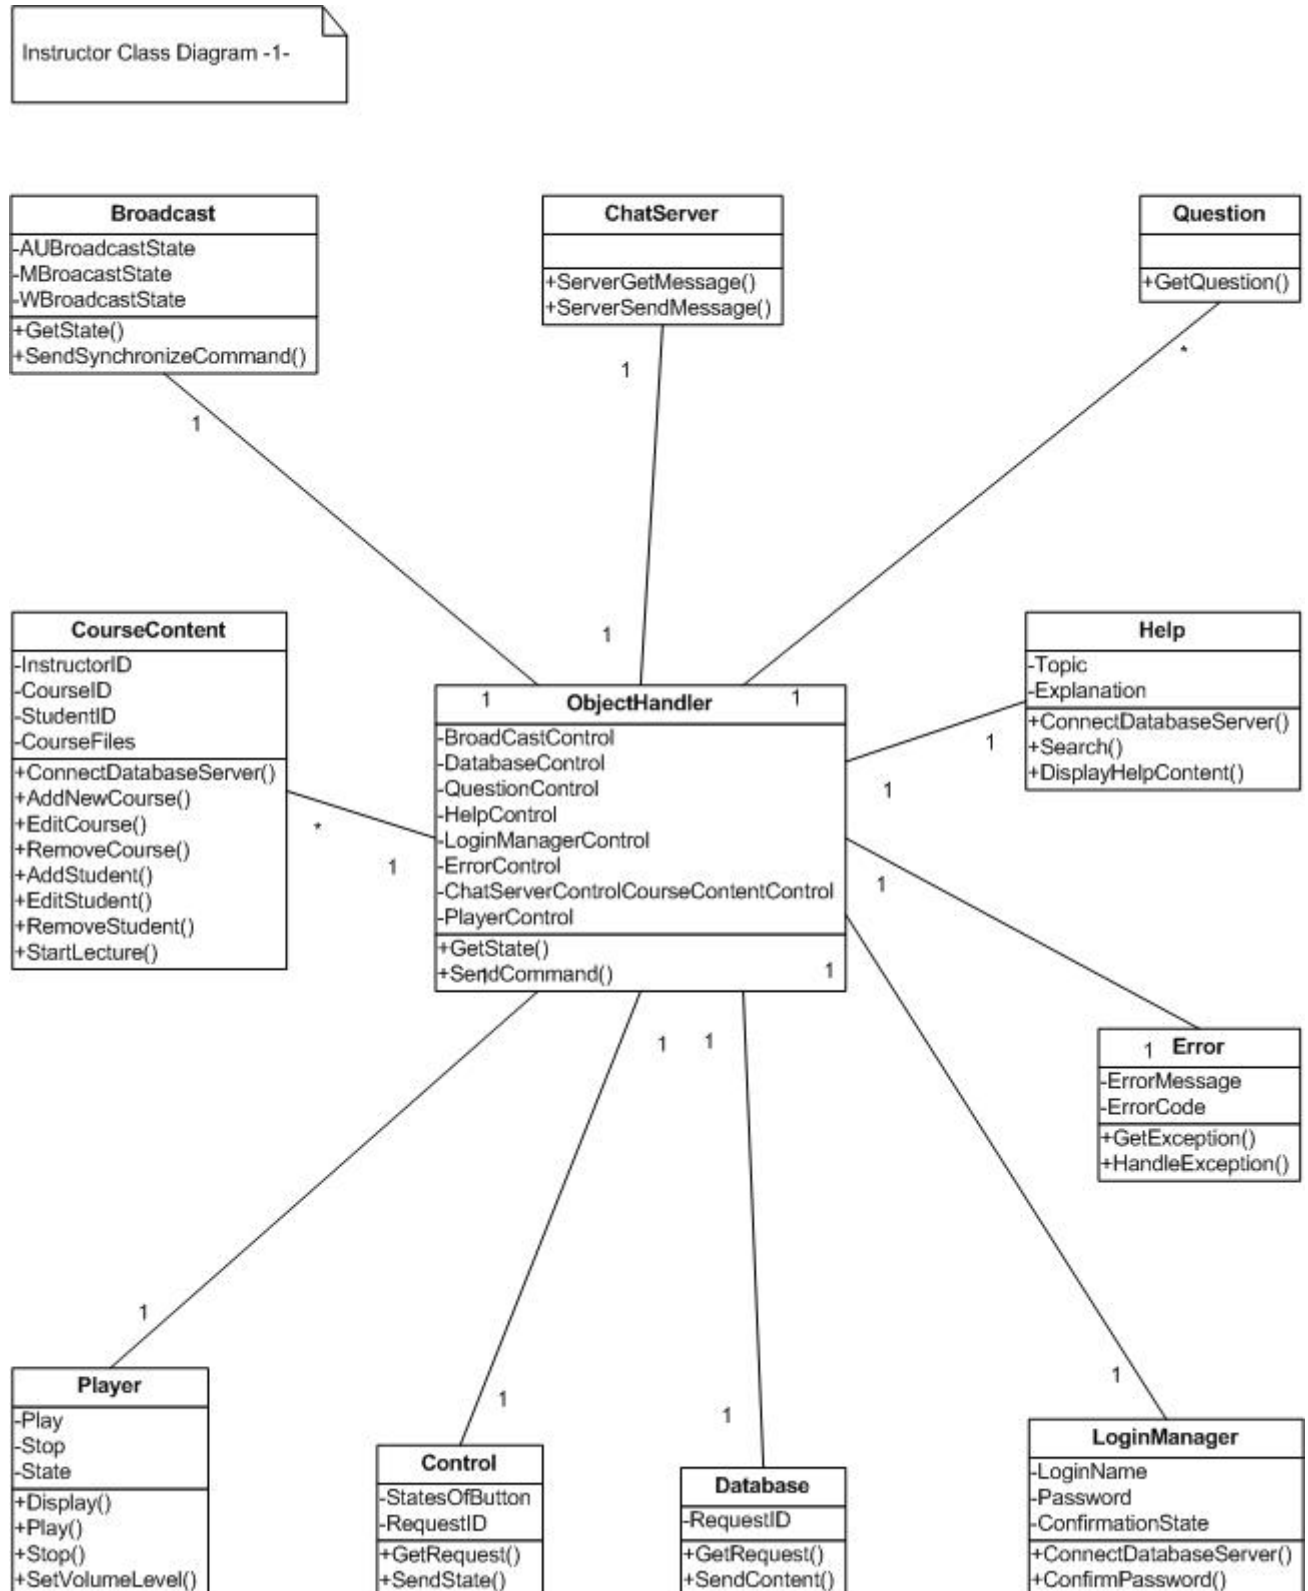 Instructor Class Diagram -1-
Broadcast
-AUBroadcastState
-MBroacastState
-WBroadcastState
+GetState()
+SendSynchronizeCommand()
1
ChatServer
+ServerGetMessage()
+ServerSendMessage()
1
Question
+GetQuestion()
*
CourseContent
-InstructorID
-CourseID
-StudentID
-CourseFiles
+ConnectDatabaseServer()
+AddNewCourse()
+EditCourse()
+RemoveCourse()
+AddStudent()
+EditStudent()
+RemoveStudent()
+StartLecture()
*
1
1
1
ObjectHandler
1
-BroadCastControl
-DatabaseControl
-QuestionControl
-HelpControl
-LoginManagerControl
-ErrorControl
-ChatServerControlCourseContentControl
-PlayerControl
+GetState()
+SendCommand()
1
1
1
1
Help
-Topic
-Explanation
+ConnectDatabaseServer()
+Search()
+DisplayHelpContent()
1
1
1
1
Error
-ErrorMessage
-ErrorCode
+GetException()
+HandleException()
1
Player
-Play
-Stop
-State
+Display()
+Play()
+Stop()
+SetVolumeLevel()
1
Control
-StatesOfButton
-RequestID
+GetRequest()
+SendState()
1
Database
-RequestID
+GetRequest()
+SendContent()
1
LoginManager
-LoginName
-Password
-ConfirmationState
+ConnectDatabaseServer()
+ConfirmPassword()